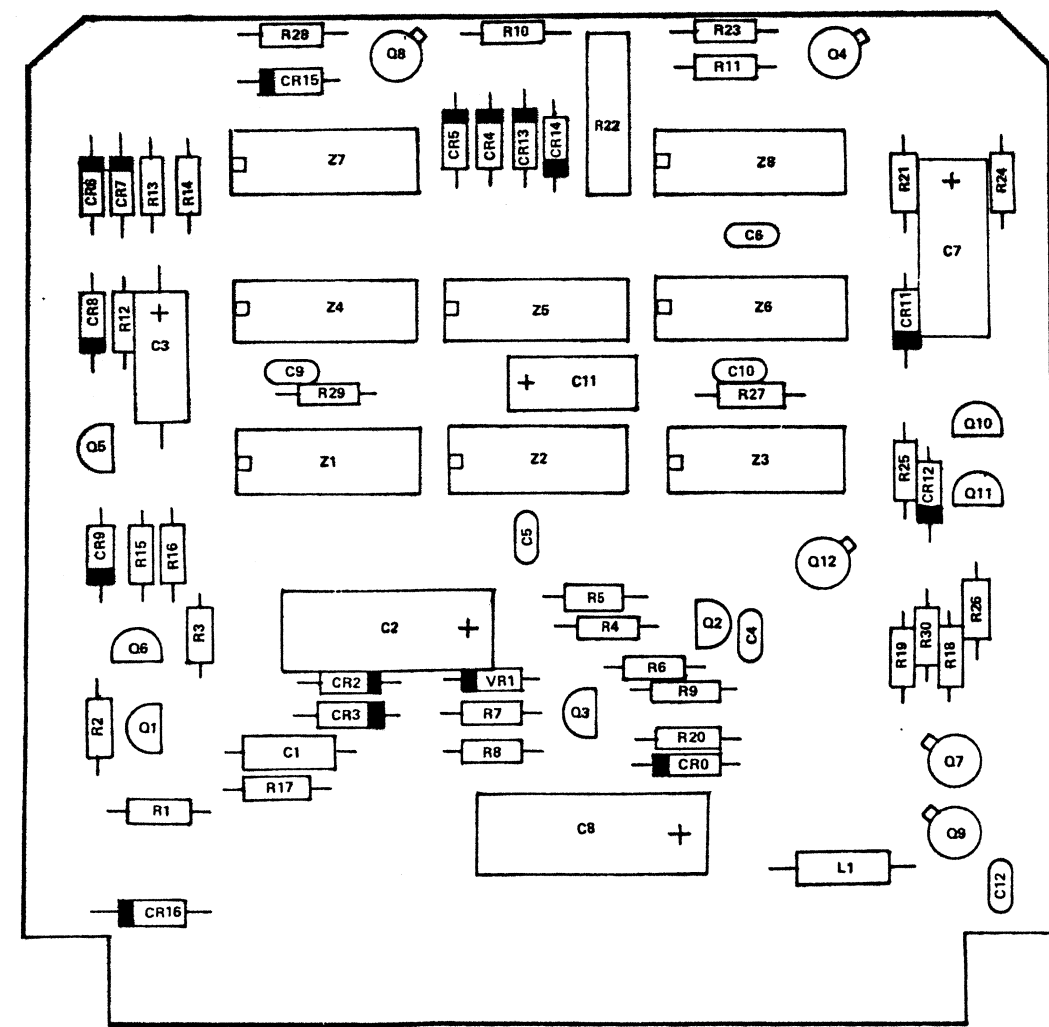 R28
R10
R23
Q8
Q4
R11
CR15
R22
CR5
CR4
CR13
CR14
Z7
Z8
CR6
CR7
R13
R14
R21
+
R24
C6
C7
CR8
R12
+
C3
Z4
Z5
Z6
CR11
C9
C10
+ C11
R29
R27
Q5
Z1
Z2
Z3
R25
CR12
Q10
Q11
CR9
R15
R16
C5
Q12
R5
R4
Q2
C4
R3
C2 +
Q6
R26
R19
R30
R18
R6
CR2
VR1
R9
R2
Q1
CR3
R7
Q3
R20
C1
R8
CR0
Q7
R17
R1
C8 +
Q9
L1
C12
CR16